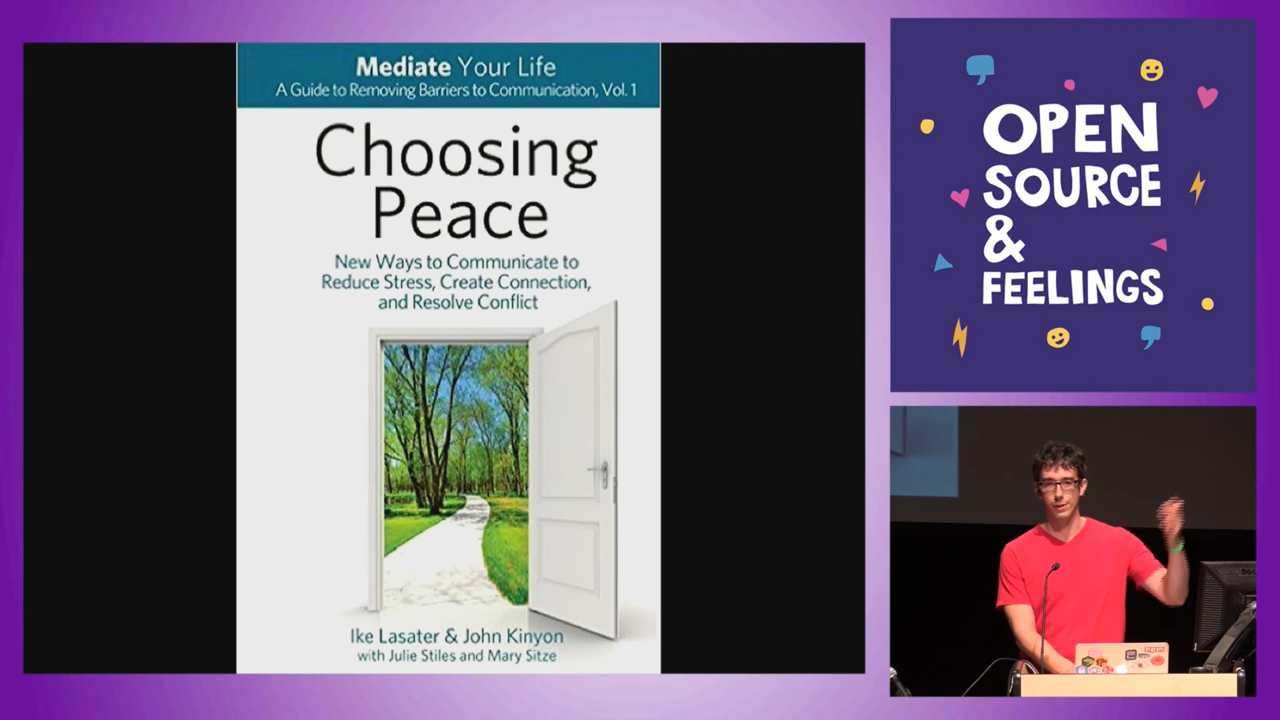 Mediate Your Life
A Guide to Removing Barriers to Communication, Vol. 1
Choosing
Peace
New Ways to Communicate to
Reduce Stress, Create Connection,
and Resolve Conflict
Ike Lasater & John Kinyon
with Julie Stiles and Mary Sitze
OPEN
SOURCE
&
FEELINGS
npm